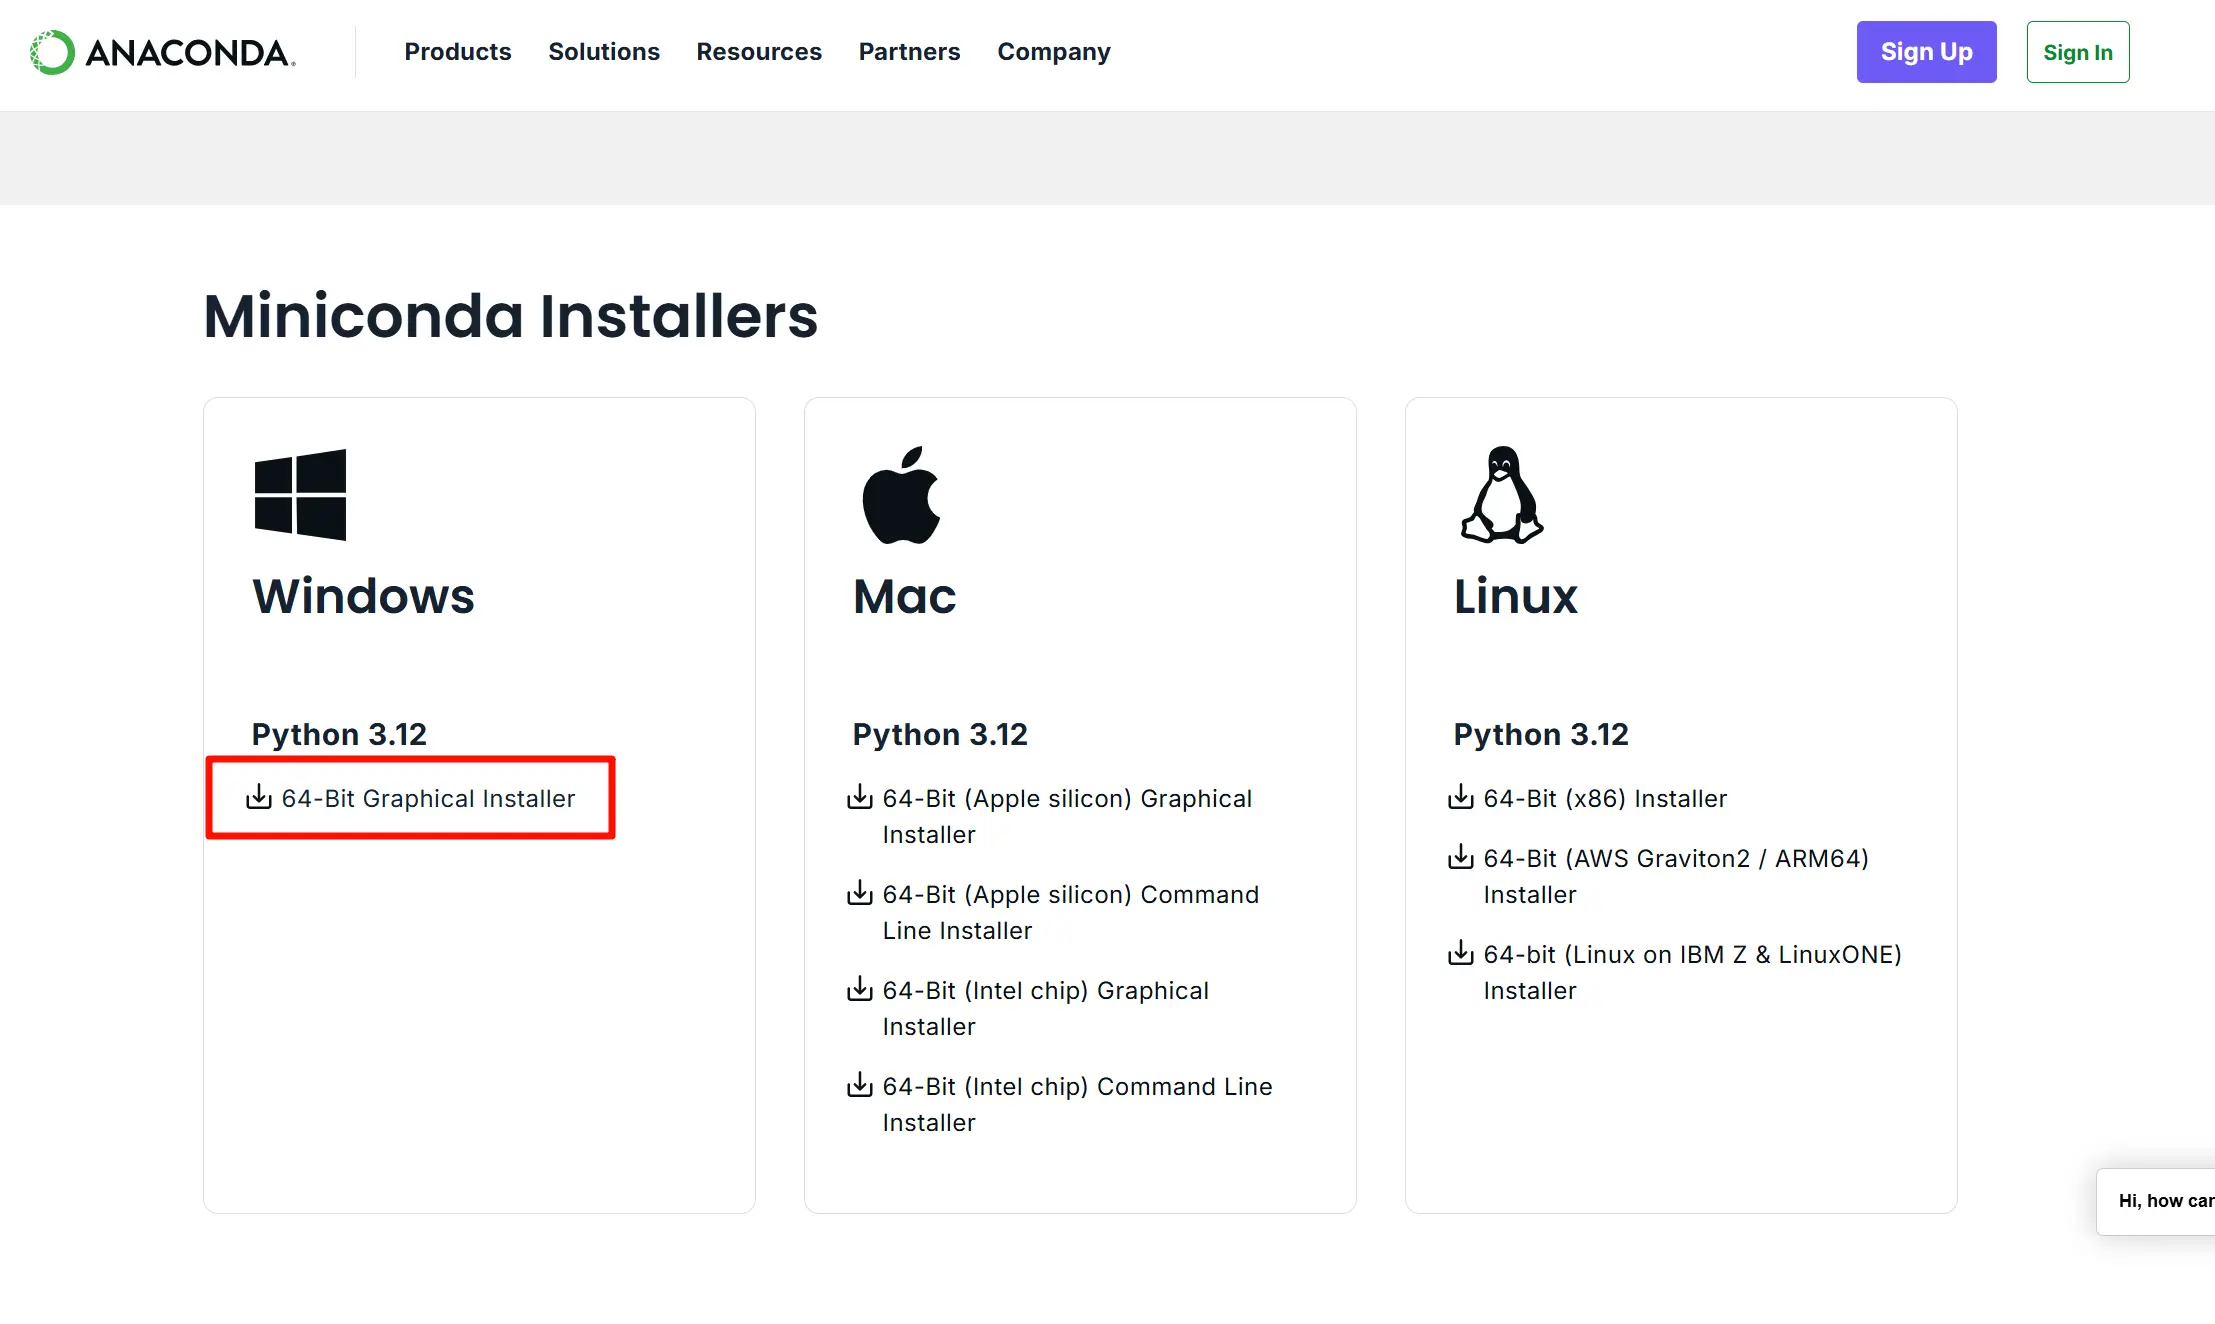 ANACONDA
Products Solutions Resources Partners Company
Sign Up
Sign In
Miniconda Installers
Windows
Python 3.12
64-Bit Graphical Installer
Mac
Python 3.12
64-Bit (Apple silicon) Graphical
Installer
64-Bit (Apple silicon) Command
Line Installer
64-Bit (Intel chip) Graphical
Installer
64-Bit (Intel chip) Command Line
Installer
Linux
Python 3.12
64-Bit (x86) Installer
64-Bit (AWS Graviton2 / ARM64)
Installer
64-bit (Linux on IBM Z & LinuxONE)
Installer
Hi, how can